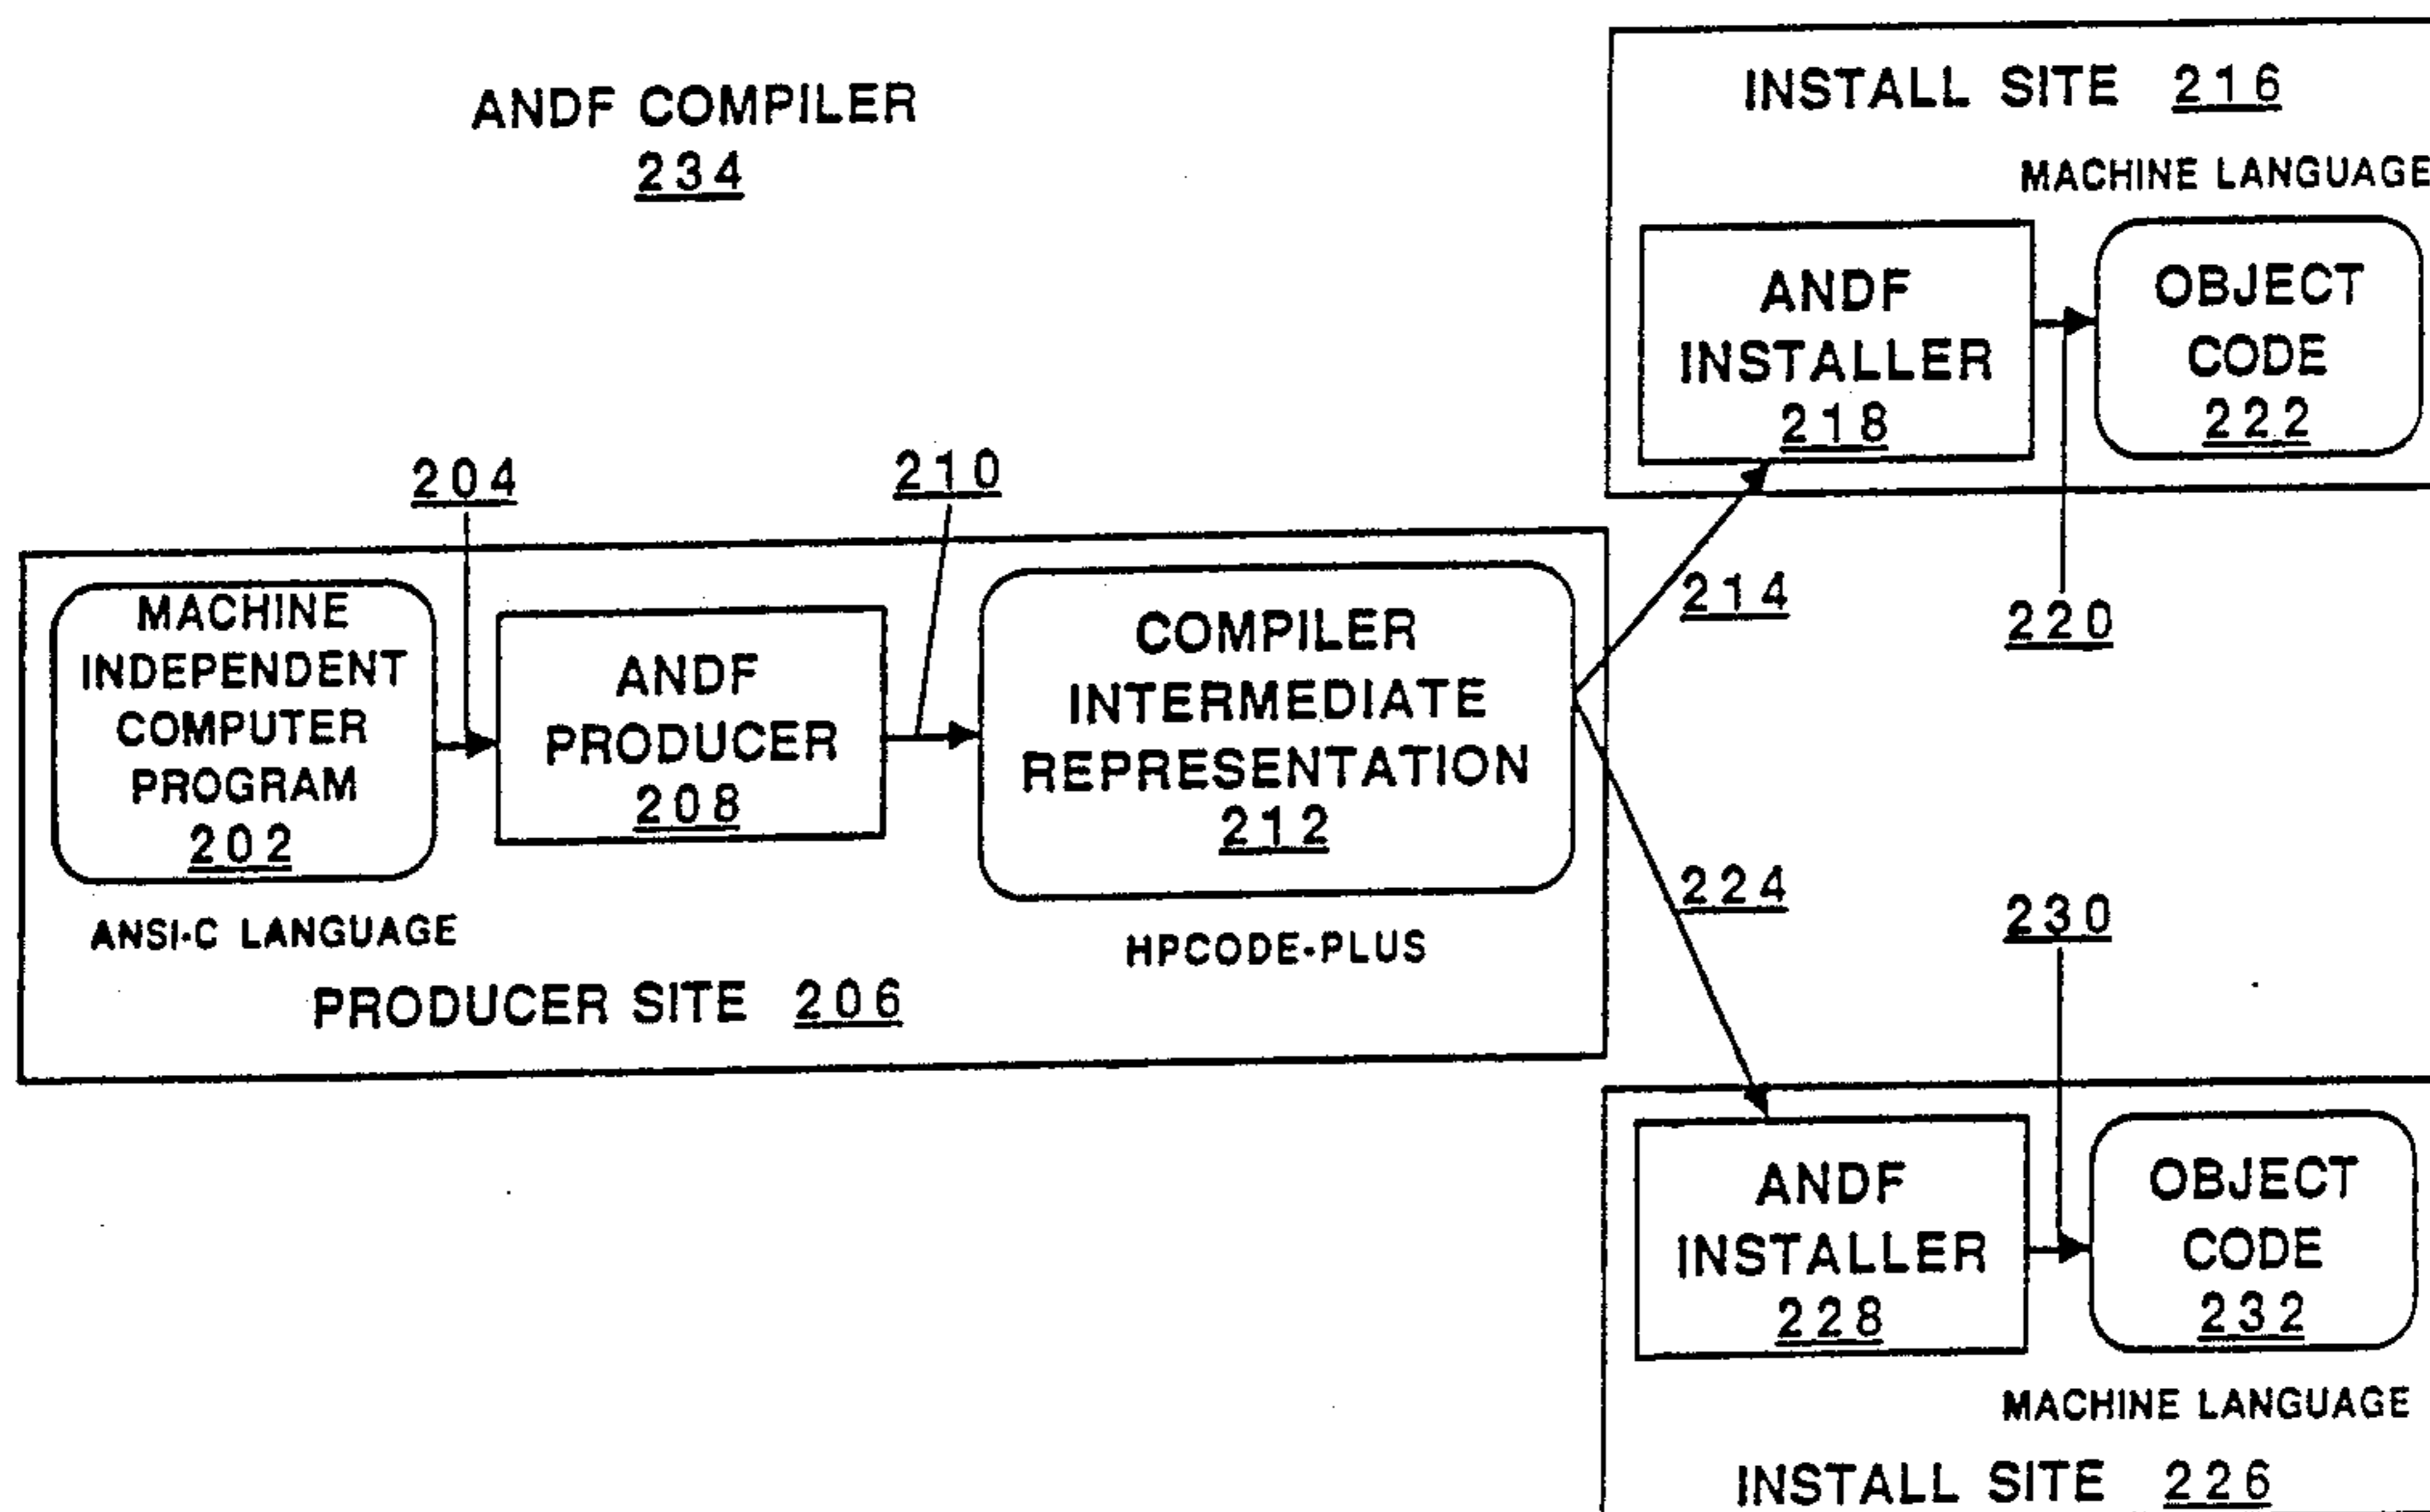 ANDF COMPILER
234
INSTALL SITE 216
MACHINE LANGUAGE
ANDF
INSTALLER
218
OBJECT
CODE
222
204
210
214
220
MACHINE
INDEPENDENT
COMPUTER
PROGRAM
202
ANSI-C LANGUAGE
ANDF
PRODUCER
208
COMPILER
INTERMEDIATE
REPRESENTATION
212
HPCODE-PLUS
PRODUCER SITE 206
224
230
ANDF
INSTALLER
228
OBJECT
CODE
232
MACHINE LANGUAGE
INSTALL SITE 226